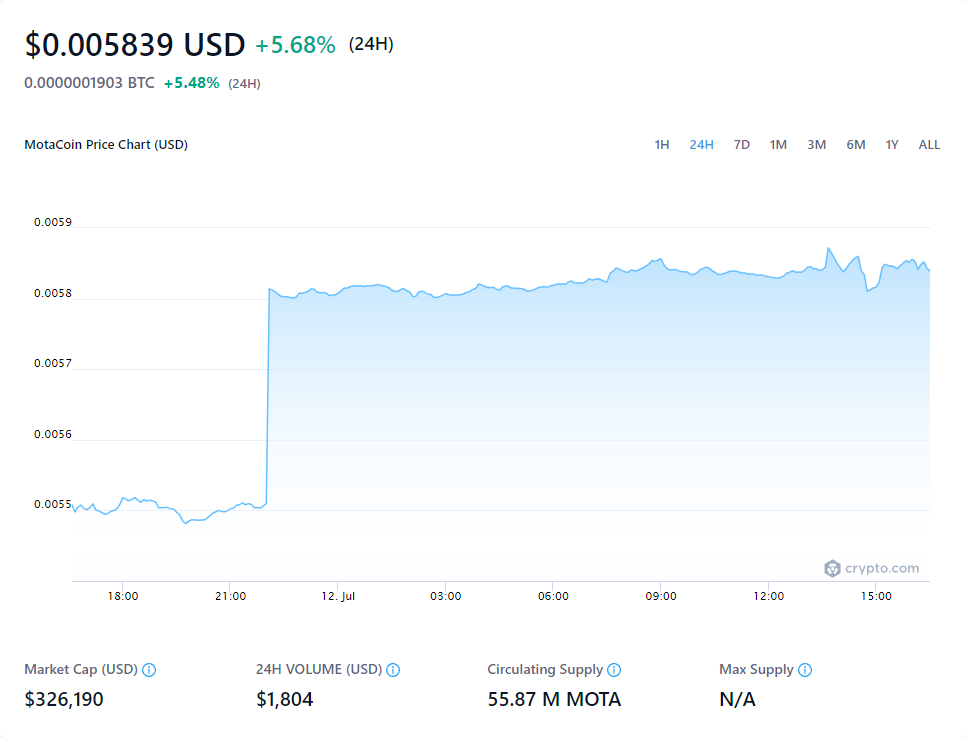 $0.005839 USD +5.68% (24H)
0.0000001903 BTC +5.48% (24H)
MotaCoin Price Chart (USD) 1H 24H 7D 1M 3M 6M 1Y ALL
0.0059
0.0058
0.0057
0.0056
0.0055
crypto.com
18:00 21:00 12. Jul 03:00 06:00 09:00 12:00 15:00
Market Cap (USD) 24H VOLUME (USD) Circulating Supply Max Supply
$326,190 $1,804 55.87 M MOTA N/A